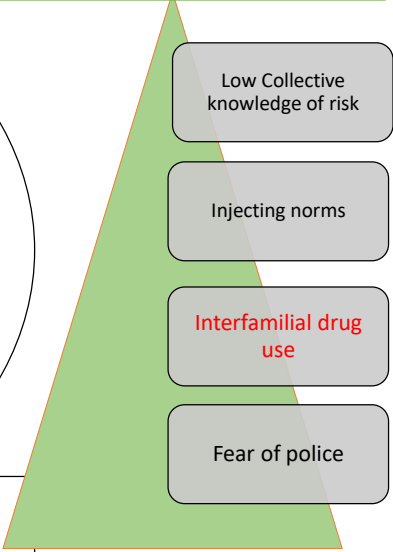 Low Collective
knowledge of risk
Injecting norms
Interfamilial drug
use
Fear of police